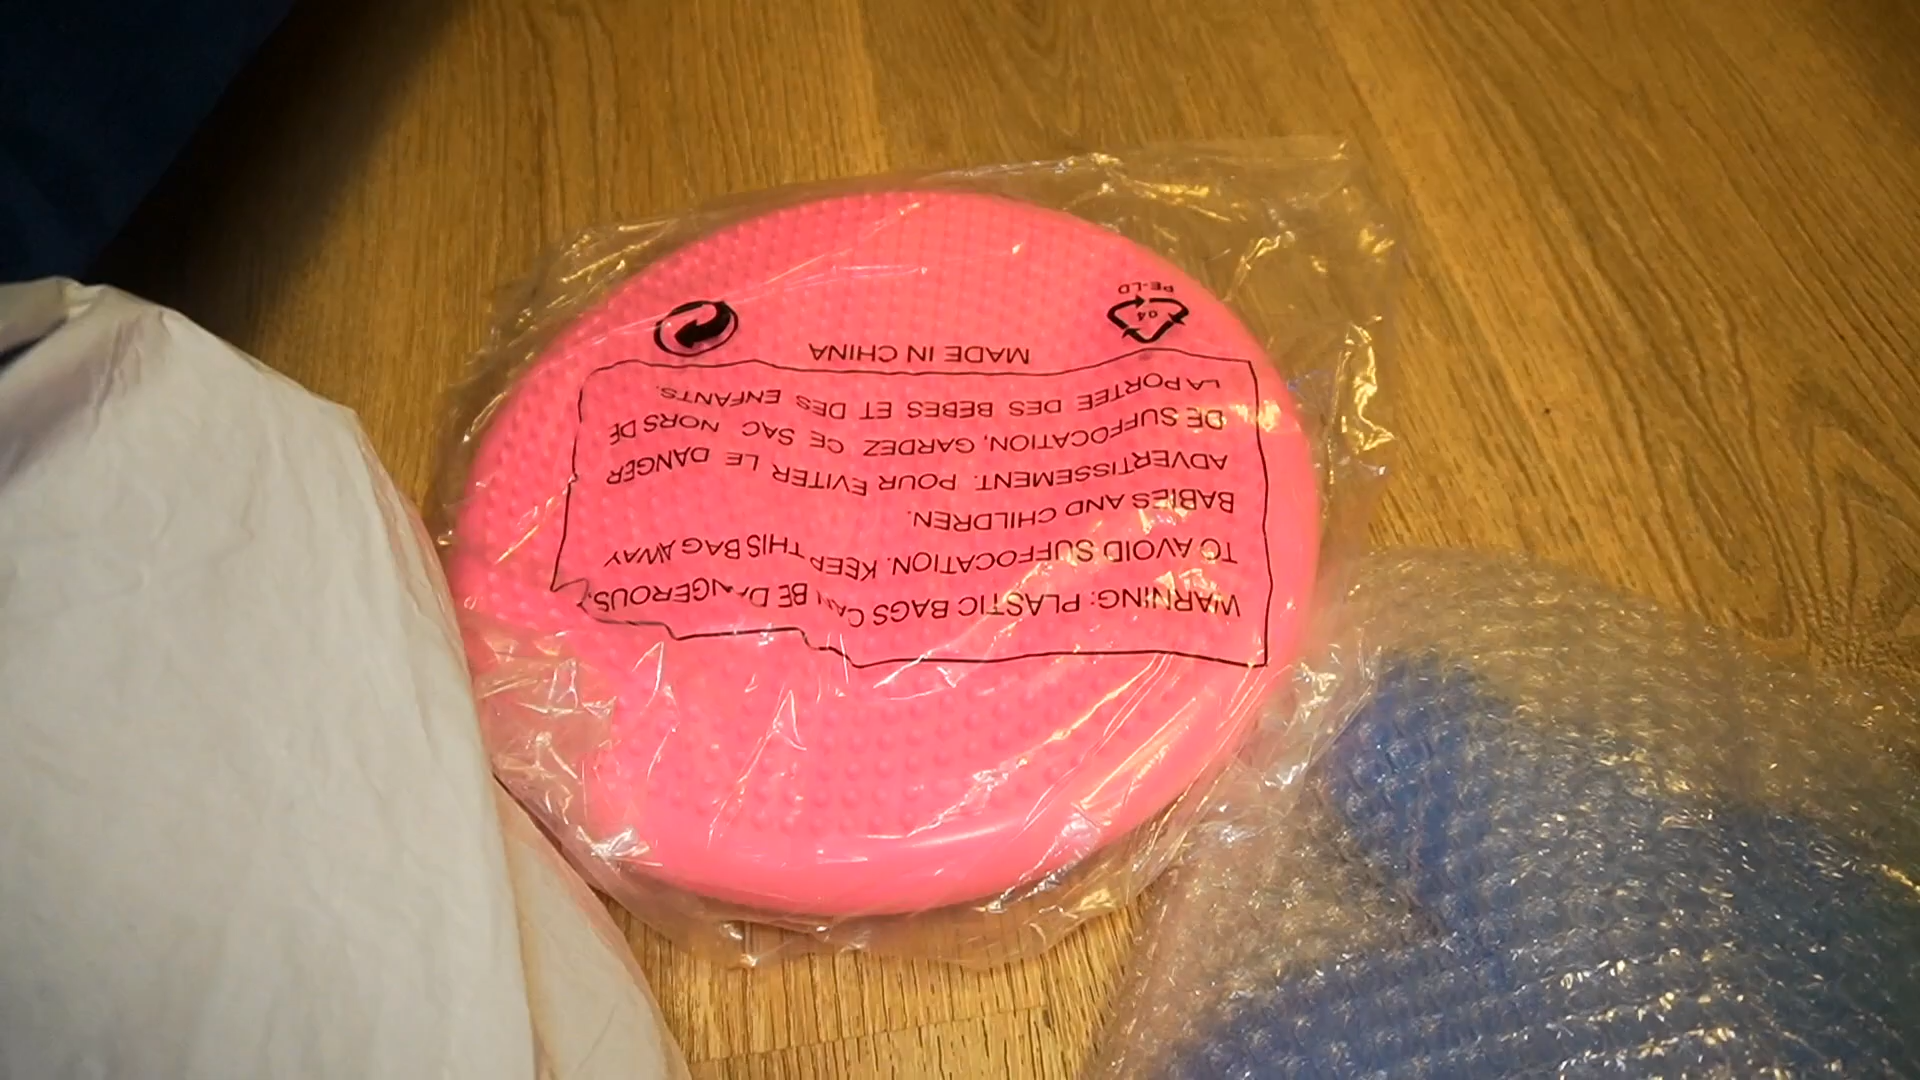 WARNING: PLASTIC BAGS CAN BE DANGEROUS.
TO AVOID SUFFOCATION. KEEP THIS BAG AWAY
BABIES AND CHILDREN.
ADVERTISSEMENT. POUR EVITER LE DANGER
DE SUFFOCATION, GARDEZ CE SAC NORS DE
LA PORTEE DES BEBES ET DES ENFANTS.
MADE IN CHINA
04
PE-LD